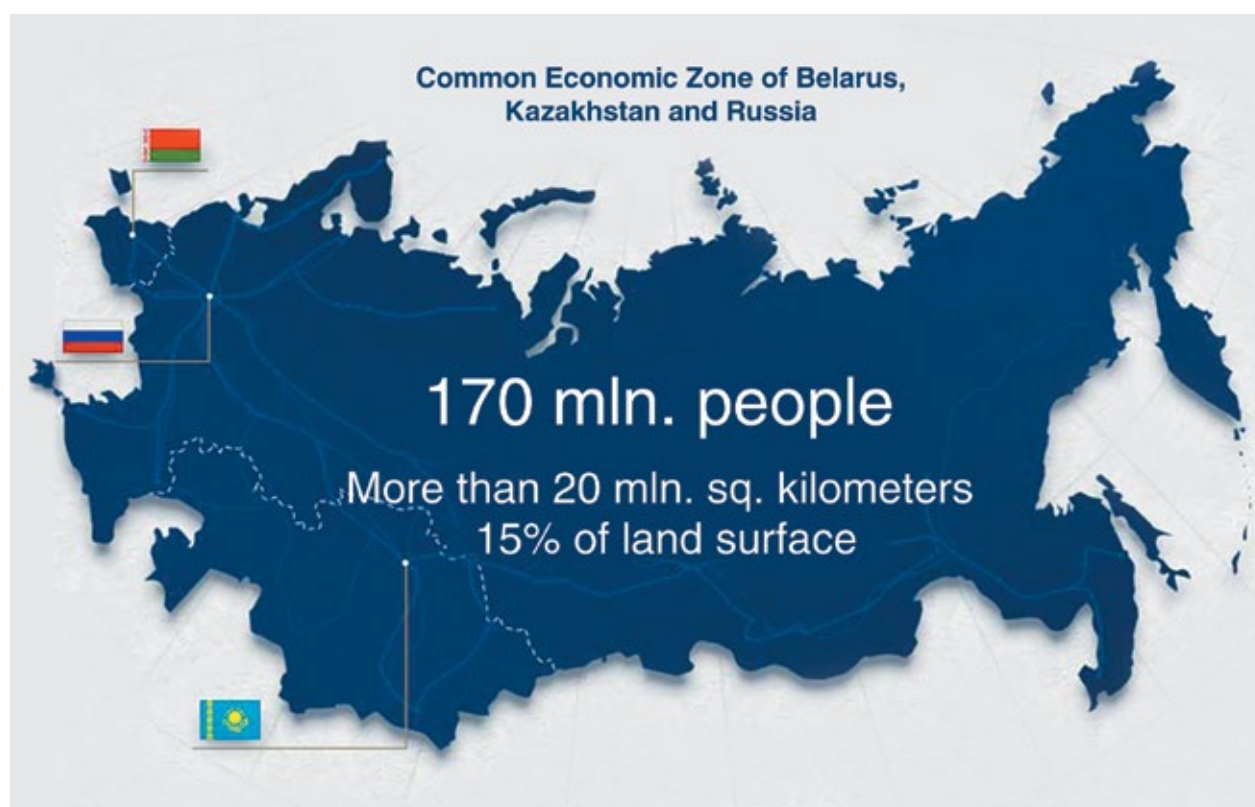 Common Economic Zone of Belarus,
Kazakhstan and Russia
170 mln. people
More than 20 mln. sq. kilometers
15% of land surface